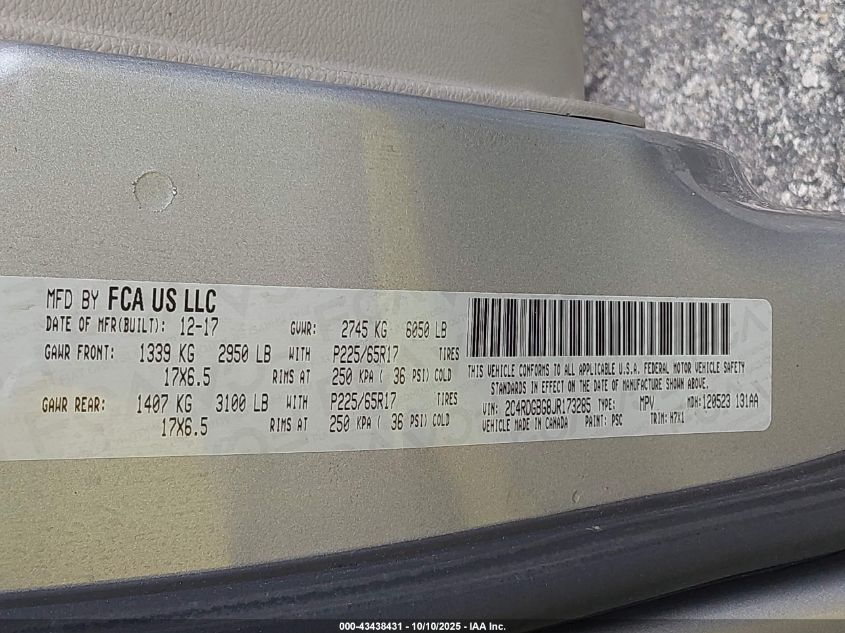 MFD BY FCA US LLC
DATE OF MFR(BUILT): 12-17 GVWR: 2745 KG 6050 LB
GAWR FRONT: 1339 KG 2950 LB WITH P225/65R17 TIRES
17X6.5 RIMS AT 250 KPA ( 36 PSI) COLD
GAWR REAR: 1407 KG 3100 LB WITH P225/65R17 TIRES
17X6.5 RIMS AT 250 KPA ( 36 PSI) COLD
THIS VEHICLE CONFORMS TO ALL APPLICABLE U.S.A. FEDERAL MOTOR VEHICLE SAFETY
STANDARDS IN EFFECT ON THE DATE OF MANUFACTURE SHOWN ABOVE.
VIN: 2C4RDGBG8JR173285 TYPE: MPV MDH: 120523 131AA
VEHICLE MADE IN CANADA PAINT: PSC TRIM: H7X1
000-43438431 - 10/10/2025 - IAA Inc.